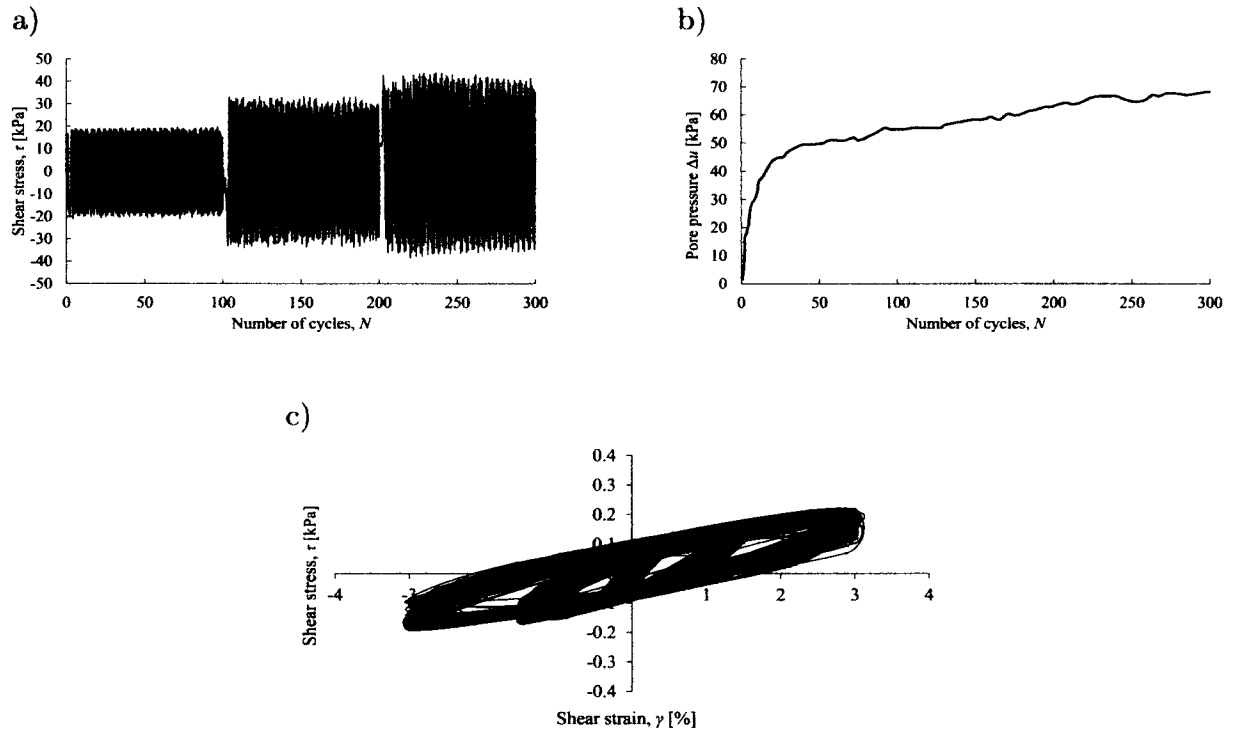 a)
b)
50
40
30
20
10
0
-10
-20
-30
-40
-50
Shear stress, τ [kPa]
0 50 100 150 200 250 300
Number of cycles, N
80
70
60
50
40
30
20
10
0
Pore pressure Δu [kPa]
0 50 100 150 200 250 300
Number of cycles, N
c)
0.4
0.3
0.2
0.1
-4 1 2 3 4
-0.2
-0.3
-0.4
Shear stress, τ [kPa]
Shear strain, γ [%]